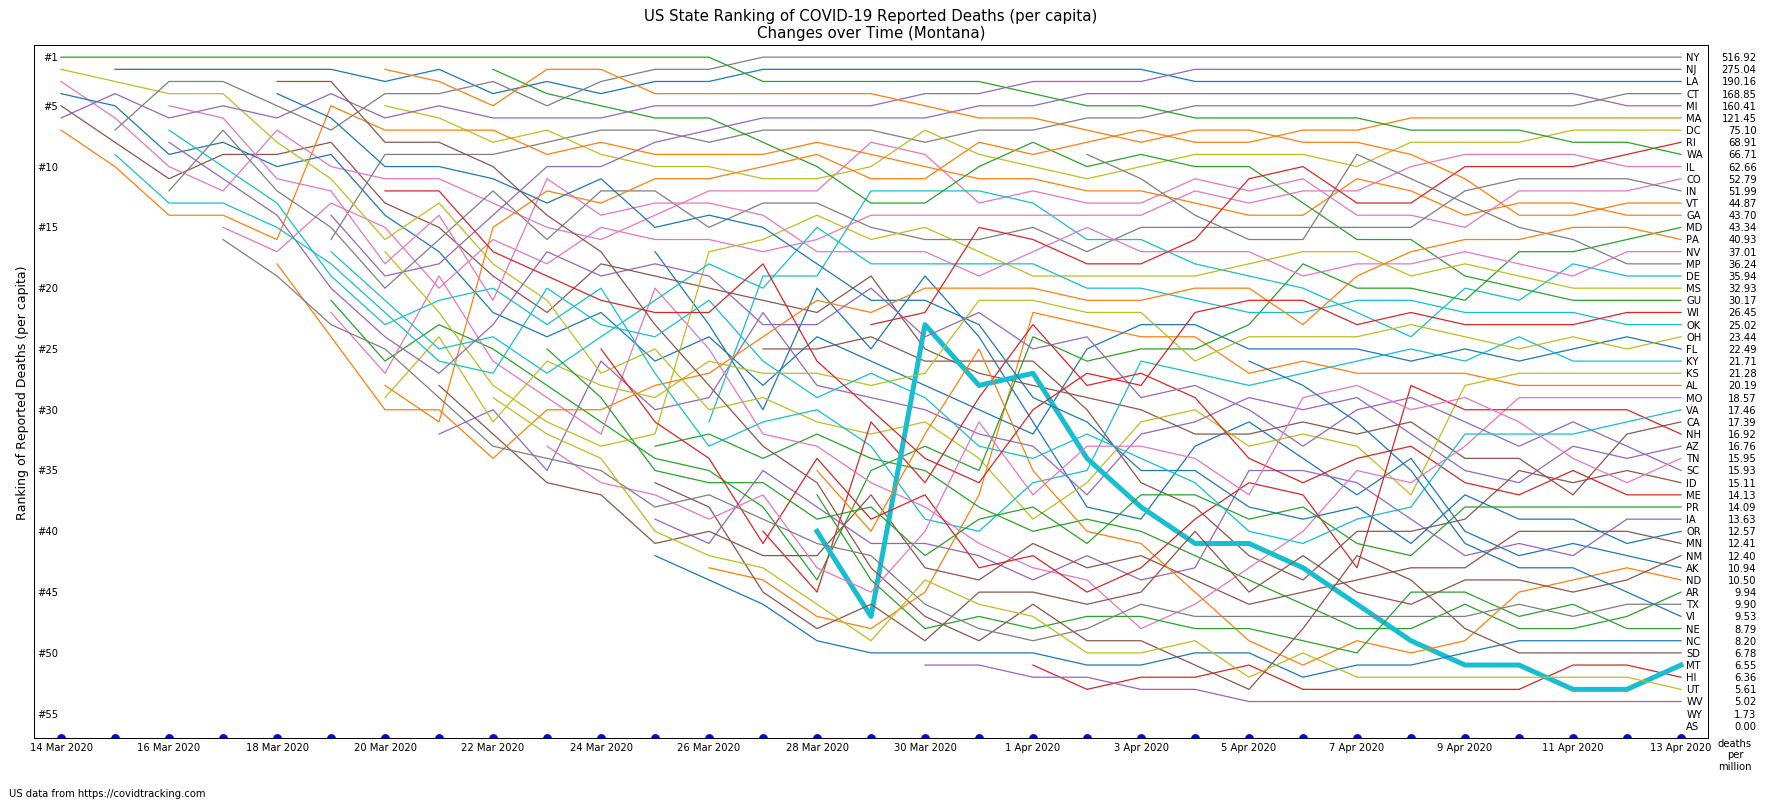 US State Ranking of COVID-19 Reported Deaths (per capita)
Changes over Time (Montana)
Ranking of Reported Deaths (per capita)
#1
#5
#10
#15
#20
#25
#30
#35
#40
#45
#50
#55
NY 516.92
NJ 275.04
LA 190.16
CT 168.85
MI 160.41
MA 121.45
DC 75.10
RI 68.91
WA 66.71
IL 62.66
CO 52.79
IN 51.99
VT 44.87
GA 43.70
MD 43.34
PA 40.93
NV 37.01
MP 36.24
DE 35.94
MS 32.93
GU 30.17
WI 26.45
OK 25.02
OH 23.44
FL 22.49
KY 21.71
KS 21.28
AL 20.19
MO 18.57
VA 17.46
CA 17.39
NH 16.92
AZ 16.76
TN 15.95
SC 15.93
ID 15.11
ME 14.13
PR 14.09
IA 13.63
OR 12.57
MN 12.41
NM 12.40
AK 10.94
ND 10.50
AR 9.94
TX 9.90
VI 9.53
NE 8.79
NC 8.20
SD 6.78
MT 6.55
HI 6.36
UT 5.61
WV 5.02
WY 1.73
AS 0.00
14 Mar 2020 16 Mar 2020 18 Mar 2020 20 Mar 2020 22 Mar 2020 24 Mar 2020 26 Mar 2020 28 Mar 2020 30 Mar 2020 1 Apr 2020 3 Apr 2020 5 Apr 2020 7 Apr 2020 9 Apr 2020 11 Apr 2020 13 Apr 2020
deaths
per
million
US data from https://covidtracking.com